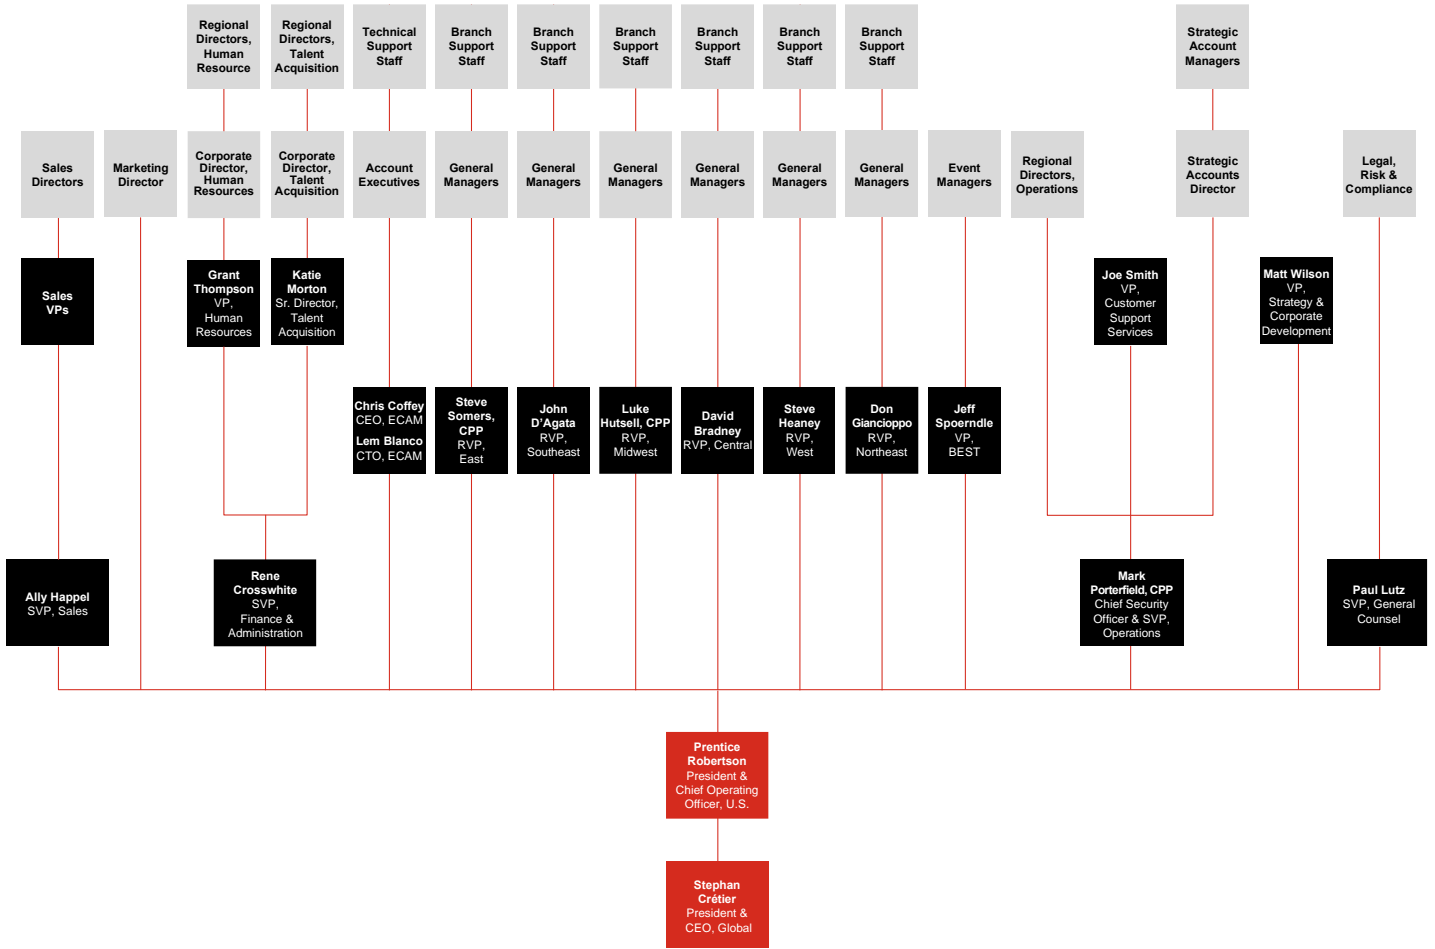 Regional
Directors,
Human
Resource
Regional
Directors,
Talent
Acquisition
Technical
Support
Staff
Branch
Support
Staff
Branch
Support
Staff
Branch
Support
Staff
Branch
Support
Staff
Branch
Support
Staff
Branch
Support
Staff
Strategic
Account
Managers
Sales
Directors
Marketing
Director
Corporate
Director,
Human
Resources
Corporate
Director,
Talent
Acquisition
Account
Executives
General
Managers
General
Managers
General
Managers
General
Managers
General
Managers
General
Managers
Event
Managers
Regional
Directors,
Operations
Strategic
Accounts
Director
Legal,
Risk &
Compliance
Sales
VPs
Grant
Thompson
VP,
Human
Resources
Katie
Morton
Sr. Director,
Talent
Acquisition
Joe Smith
VP,
Customer
Support
Services
Matt Wilson
VP,
Strategy &
Corporate
Development
Chris Coffey
CEO, ECAM
Lem Blanco
CTO, ECAM
Steve
Somers,
CPP
RVP,
East
John
D'Agata
RVP,
Southeast
Luke
Hutsell, CPP
RVP,
Midwest
David
Bradney
RVP, Central
Steve
Heaney
RVP,
West
Don
Giancioppo
RVP,
Northeast
Jeff
Spoerndle
VP,
BEST
Ally Happel
SVP, Sales
Rene
Crosswhite
SVP,
Finance &
Administration
Mark
Porterfield, CPP
Chief Security
Officer & SVP,
Operations
Paul Lutz
SVP, General
Counsel
Prentice
Robertson
President &
Chief Operating
Officer, U.S.
Stephan
Crétier
President &
CEO, Global